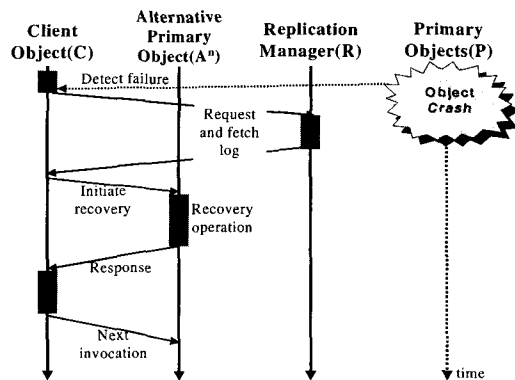 Client
Object(C)
Alternative
Primary
Object(Aⁿ)
Replication
Manager(R)
Primary
Objects(P)
Detect failure
Object
Crash
Request
and fetch
log
Initiate
recovery
Recovery
operation
Response
Next
invocation
time